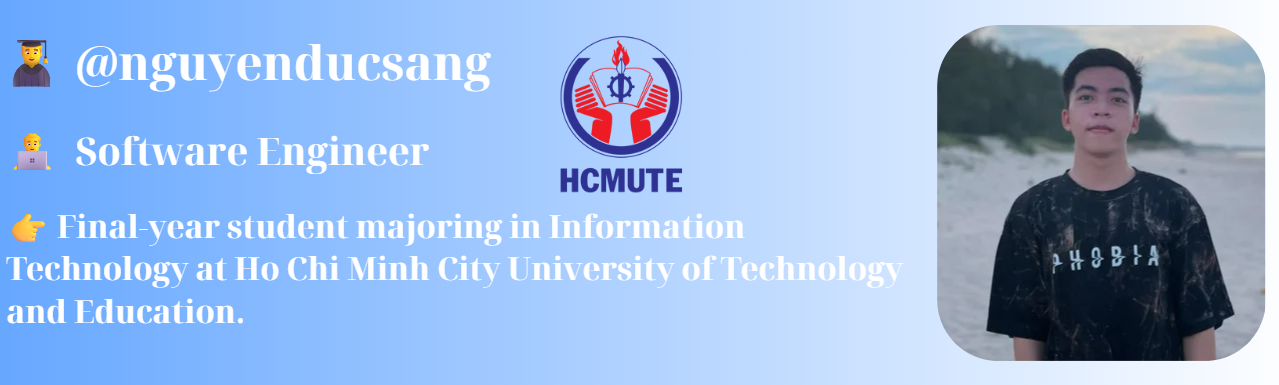 @nguyenducsang
Software Engineer
HCMUTE
Final-year student majoring in Information
Technology at Ho Chi Minh City University of Technology
and Education.
PHOBIA